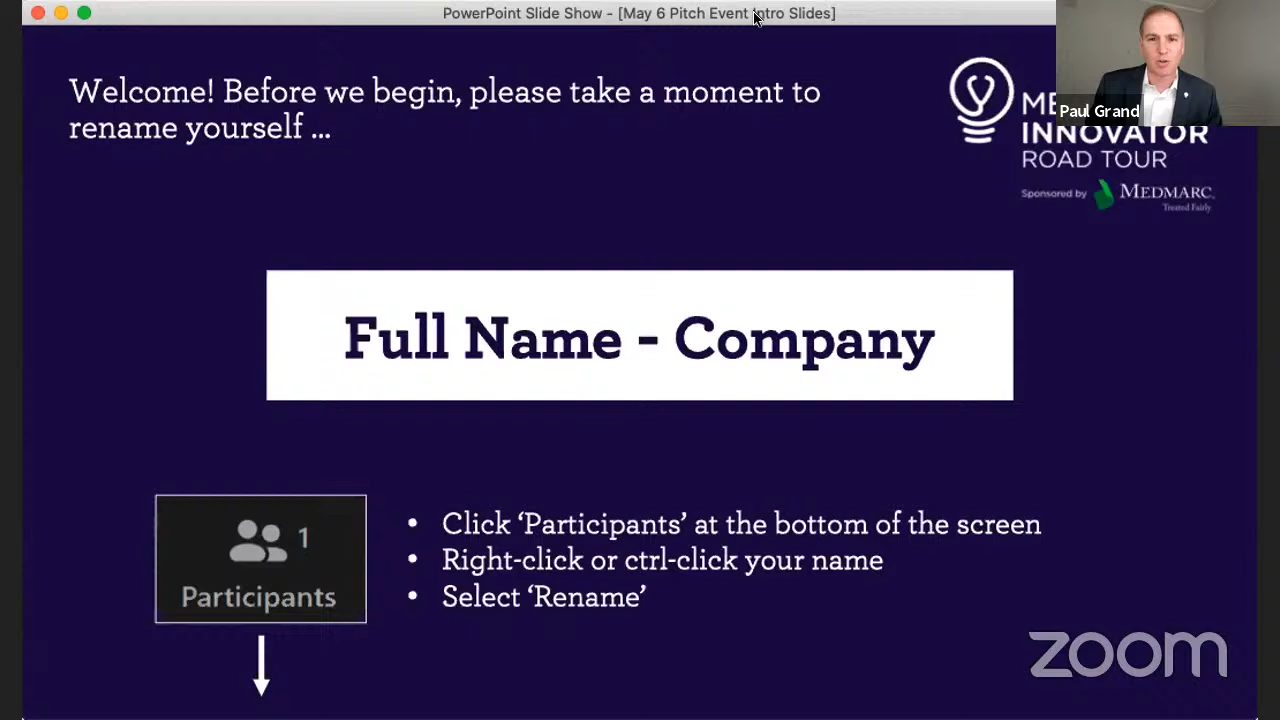 PowerPoint Slide Show - [May 6 Pitch Event Intro Slides]
Welcome! Before we begin, please take a moment to
rename yourself ...
Paul Grand
INNOVATOR
ROAD TOUR
Sponsored by MEDMARC
Treated Fairly
Full Name - Company
1
Participants
• Click ‘Participants’ at the bottom of the screen
• Right-click or ctrl-click your name
• Select ‘Rename’
zoom